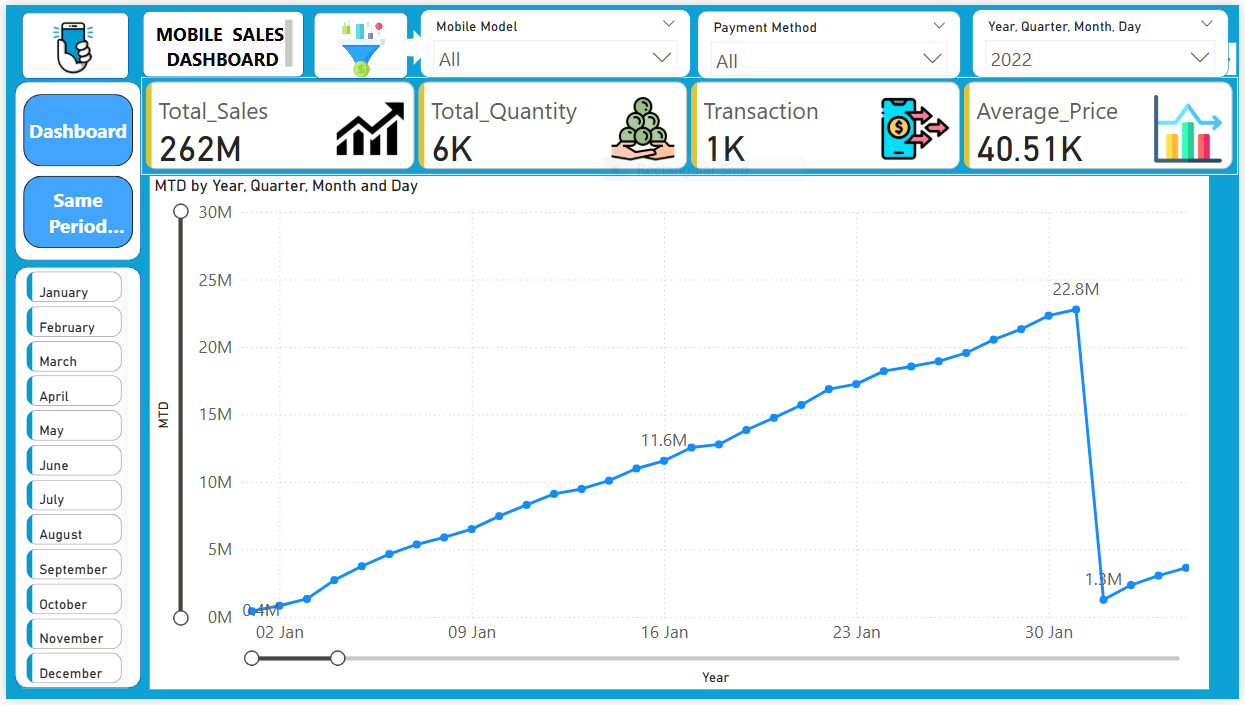 MOBILE SALES
DASHBOARD
Mobile Model
All
Payment Method
All
Year, Quarter, Month, Day
2022
Dashboard
Same
Period...
Total_Sales
262M
Total_Quantity
6K
Transaction
1K
Average_Price
40.51K
Rectangular Snip
January
February
March
April
May
June
July
August
September
October
November
December
MTD by Year, Quarter, Month and Day
MTD
30M
25M
20M
15M
10M
5M
0M
0.4M
11.6M
22.8M
1.3M
02 Jan
09 Jan
16 Jan
23 Jan
30 Jan
Year